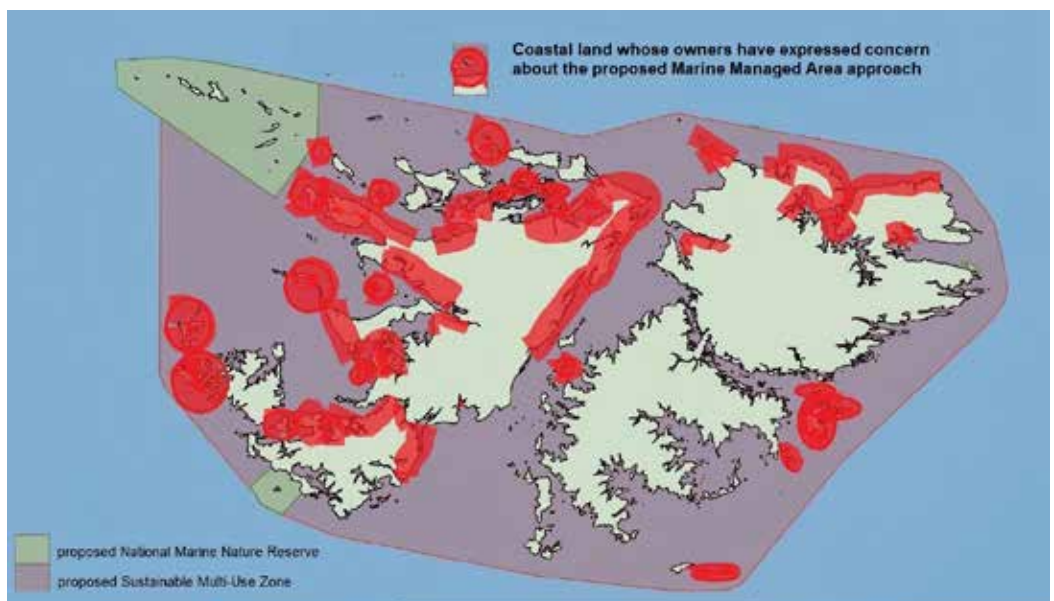 Coastal land whose owners have expressed concern
about the proposed Marine Managed Area approach
proposed National Marine Nature Reserve
proposed Sustainable Multi-Use Zone